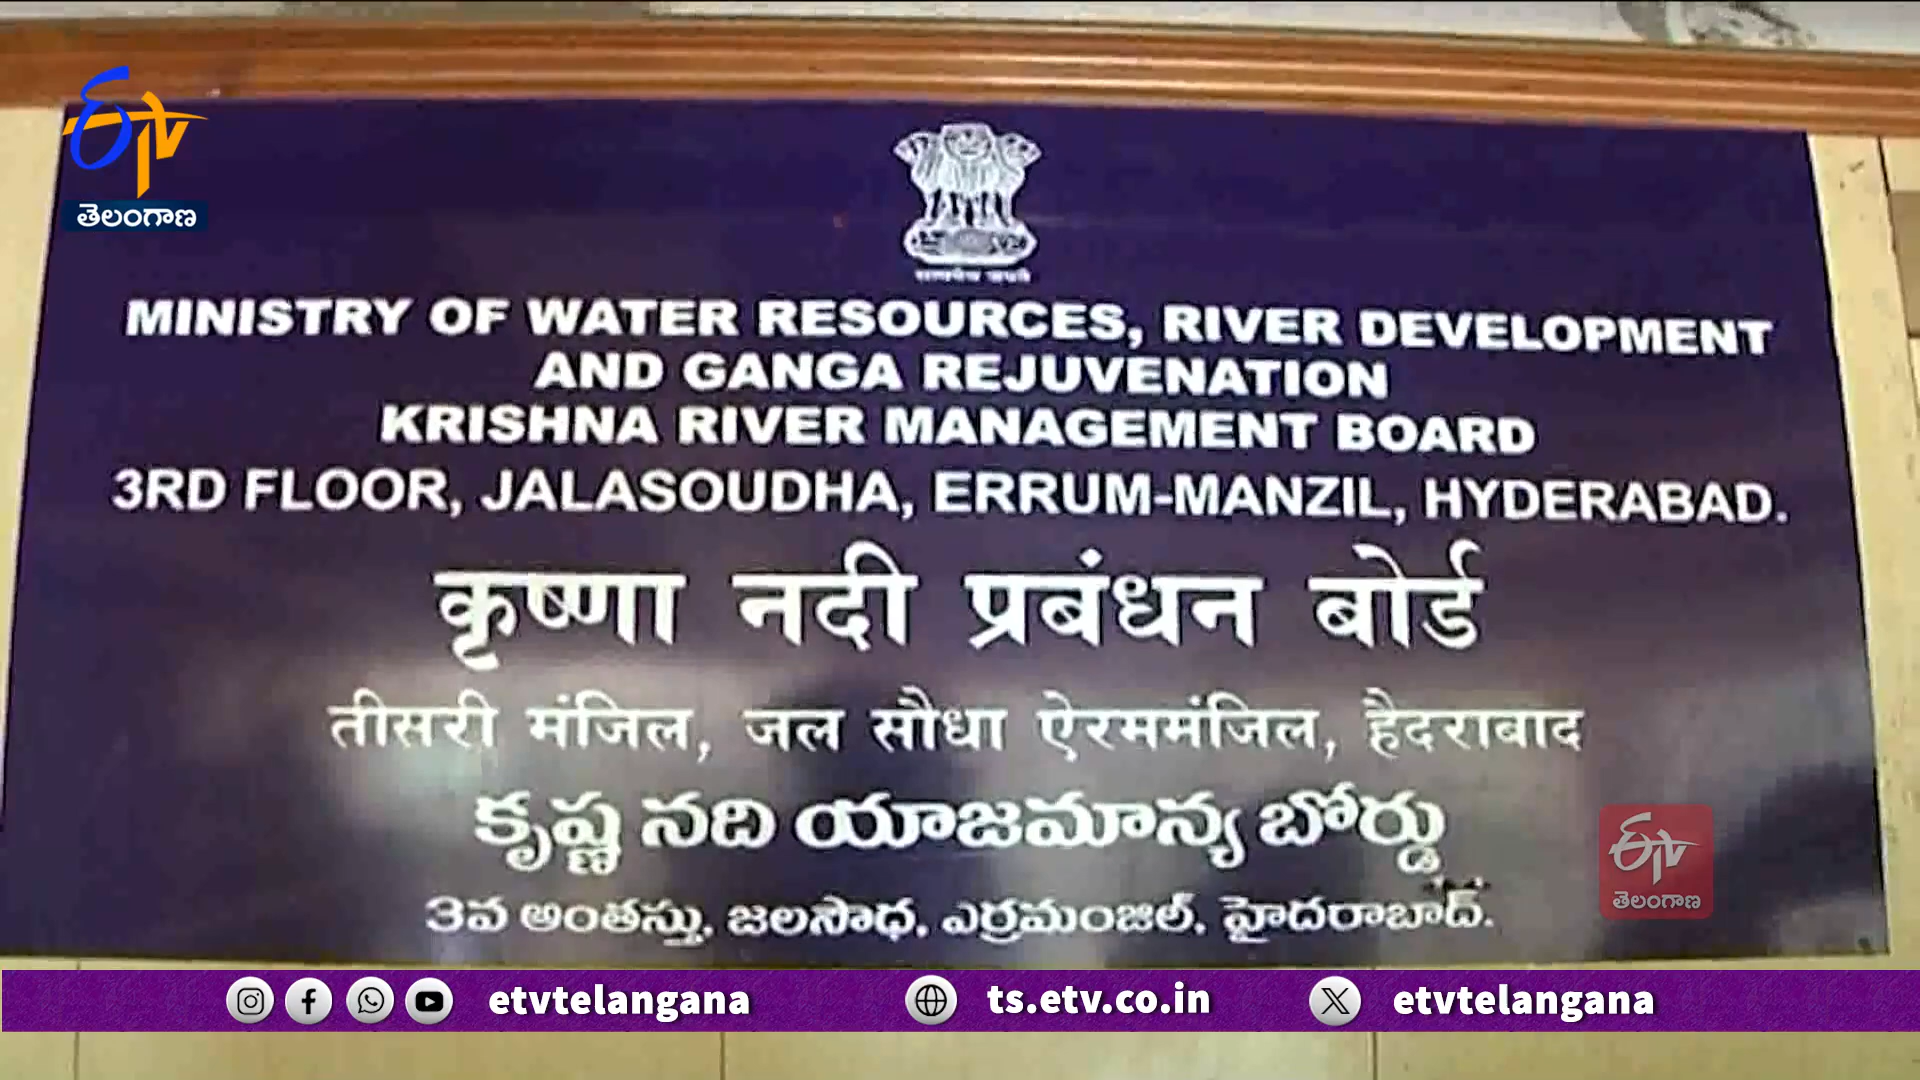 ETV
తెలంగాణ
MINISTRY OF WATER RESOURCES, RIVER DEVELOPMENT
AND GANGA REJUVENATION
KRISHNA RIVER MANAGEMENT BOARD
3RD FLOOR, JALASOUDHA, ERRUM-MANZIL, HYDERABAD.
कृष्णा नदी प्रबंधन बोर्ड
तीसरी मंजिल, जल सौधा ऐरममंजिल, हैदराबाद
కృష్ణ నది యాజమాన్య బోర్డు
3వ అంతస్తు, జలసౌధ, ఎర్రమంజిల్, హైదరాబాద్.
ETV
తెలంగాణ
etvtelangana ts.etv.co.in etvtelangana